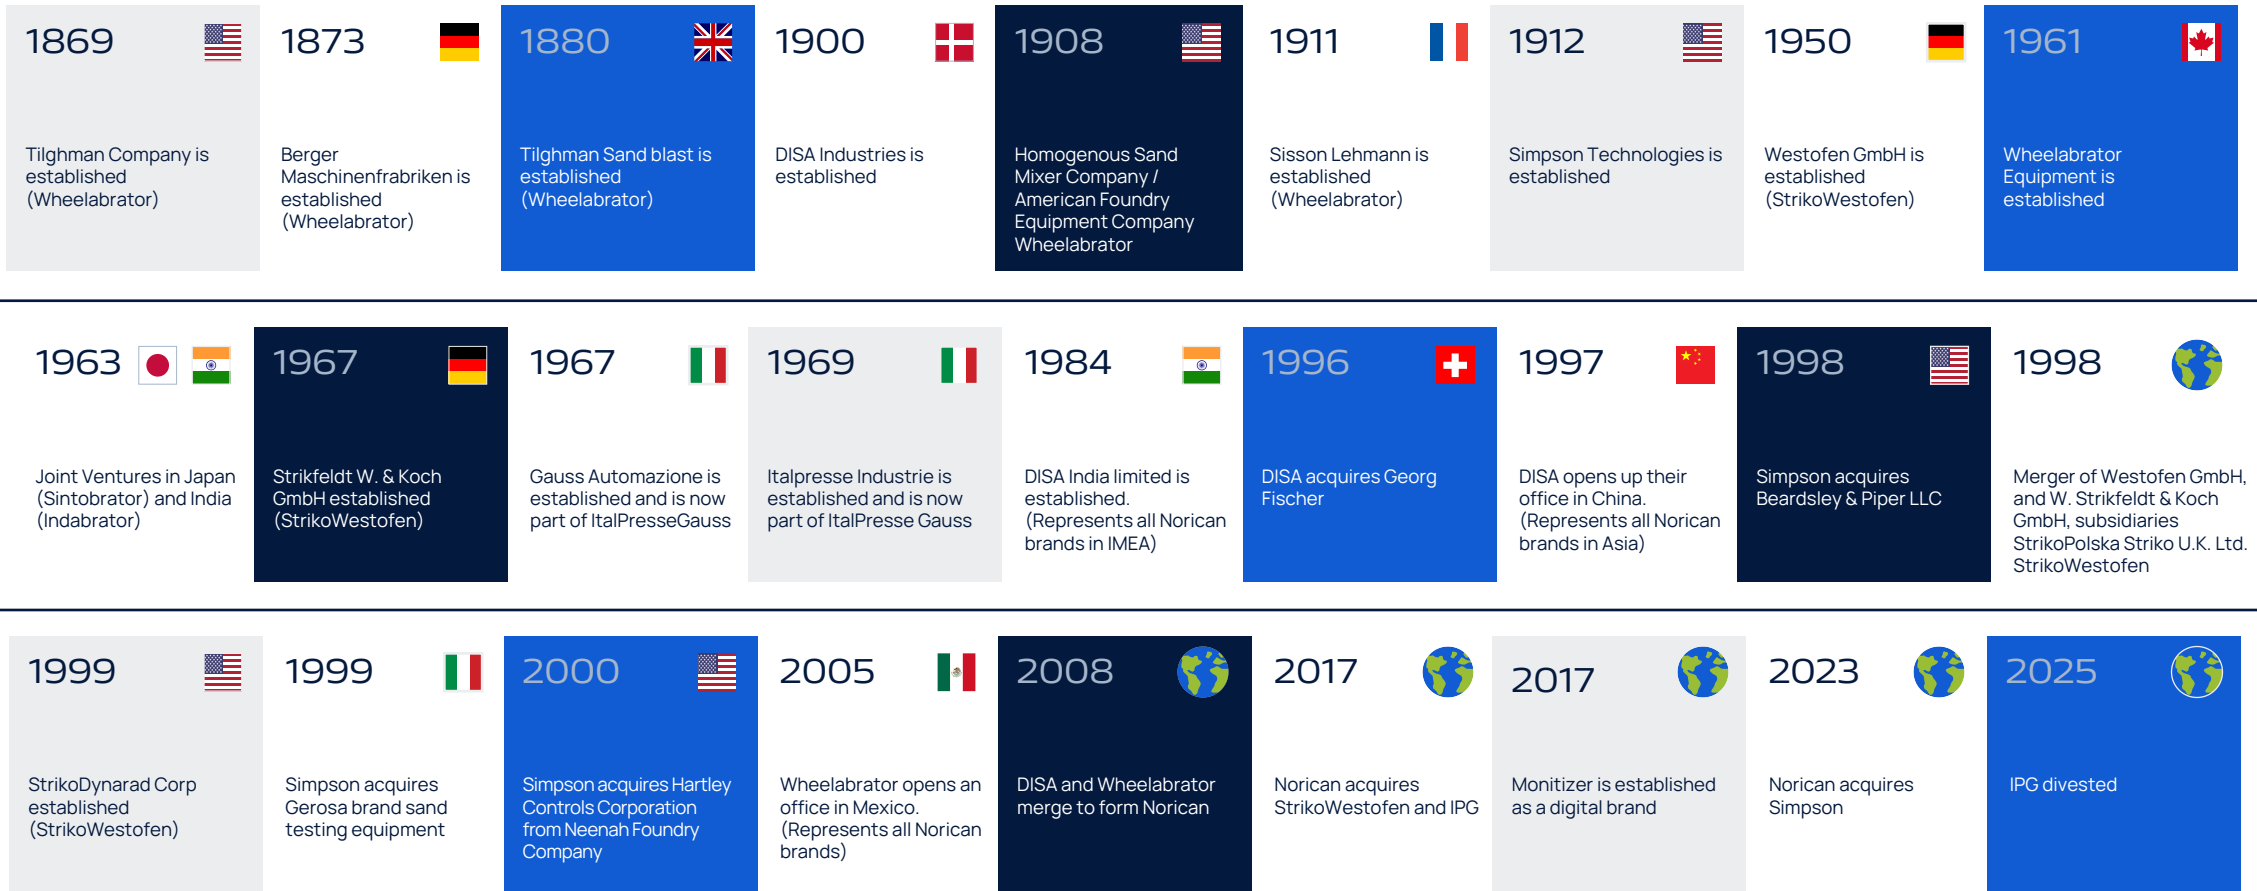 1869
Tilghman Company is
established
(Wheelabrator)
1873
Berger
Maschinenfrabriken is
established
(Wheelabrator)
1880
Tilghman Sand blast is
established
(Wheelabrator)
1900
DISA Industries is
established
1908
Homogenous Sand
Mixer Company /
American Foundry
Equipment Company
Wheelabrator
1911
Sisson Lehmann is
established
(Wheelabrator)
1912
Simpson Technologies is
established
1950
Westofen GmbH is
established
(StrikoWestofen)
1961
Wheelabrator
Equipment is
established
1963
Joint Ventures in Japan
(Sintobrator) and India
(Indabrator)
1967
Strikfeldt W. & Koch
GmbH established
(StrikoWestofen)
1967
Gauss Automazione is
established and is now
part of ItalPresseGauss
1969
Italpresse Industrie is
established and is now
part of ItalPresse Gauss
1984
DISA India limited is
established.
(Represents all Norican
brands in IMEA)
1996
DISA acquires Georg
Fischer
1997
DISA opens up their
office in China.
(Represents all Norican
brands in Asia)
1998
Simpson acquires
Beardsley & Piper LLC
1998
Merger of Westofen GmbH,
and W. Strikfeldt & Koch
GmbH, subsidiaries
StrikoPolska Striko U.K. Ltd.
StrikoWestofen
1999
StrikoDynarad Corp
established
(StrikoWestofen)
1999
Simpson acquires
Gerosa brand sand
testing equipment
2000
Simpson acquires Hartley
Controls Corporation
from Neenah Foundry
Company
2005
Wheelabrator opens an
office in Mexico.
(Represents all Norican
brands)
2008
DISA and Wheelabrator
merge to form Norican
2017
Norican acquires
StrikoWestofen and IPG
2017
Monitizer is established
as a digital brand
2023
Norican acquires
Simpson
2025
IPG divested